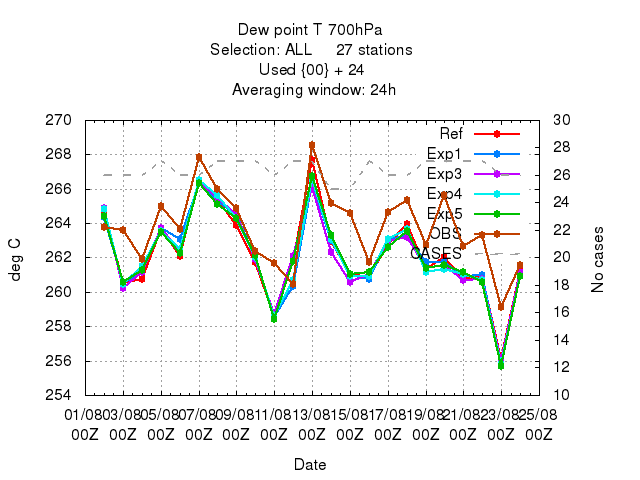 Dew point T 700hPa
Selection: ALL 27 stations
Used {00} + 24
Averaging window: 24h
270
268
266
264
262
260
258
256
254
deg C
30
28
26
24
22
20
18
16
14
12
10
No cases
Ref
Exp1
Exp3
Exp4
Exp5
OBS
CASES
01/08 03/08 05/08 07/08 09/08 11/08 13/08 15/08 17/08 19/08 21/08 23/08 25/08
00Z 00Z 00Z 00Z 00Z 00Z 00Z 00Z 00Z 00Z 00Z 00Z 00Z
Date